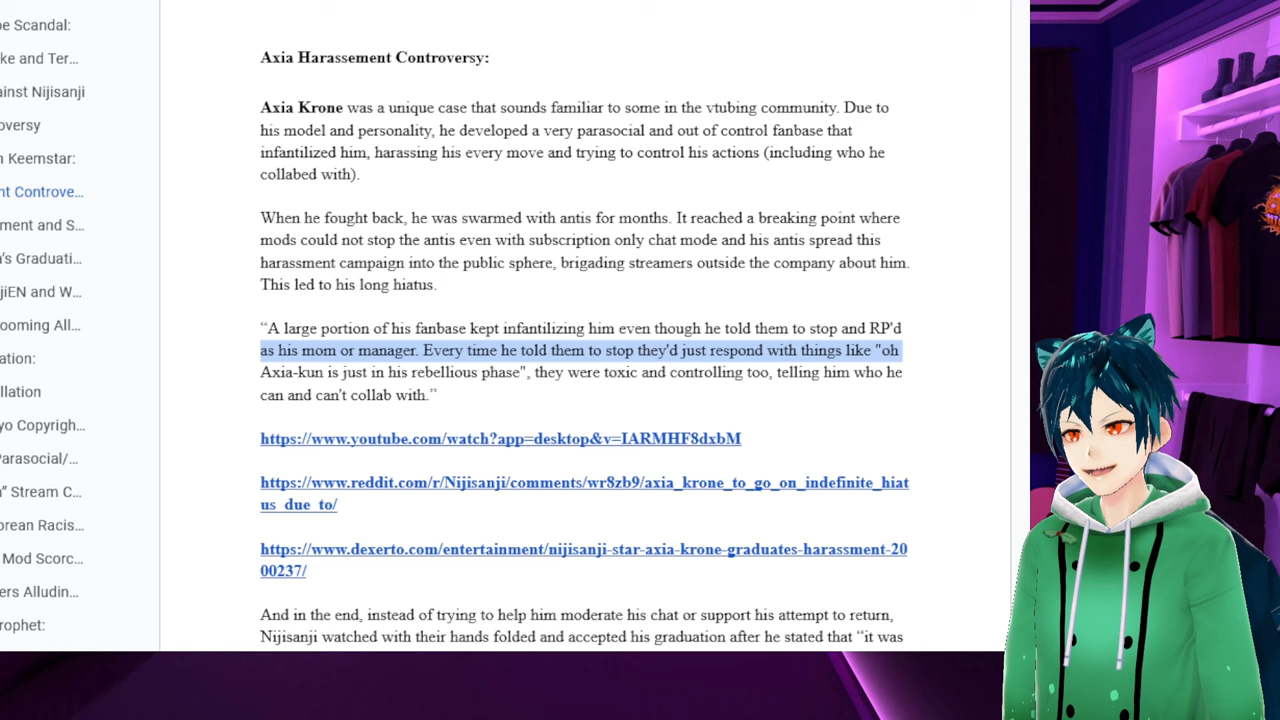 be Scandal:
ke and Ter...
ainst Nijisanji
oversy
n Keemstar:
nt Controve...
ment and S...
n's Graduati...
jiEN and W...
ooming All...
ation:
llation
yo Copyrigh...
Parasocial/...
n” Stream C...
orean Racis...
Mod Scorc...
ers Alludin...
rophet:
Axia Harassement Controversy:
Axia Krone was a unique case that sounds familiar to some in the vtubing community. Due to
his model and personality, he developed a very parasocial and out of control fanbase that
infantilized him, harassing his every move and trying to control his actions (including who he
collabed with).
When he fought back, he was swarmed with antis for months. It reached a breaking point where
mods could not stop the antis even with subscription only chat mode and his antis spread this
harassment campaign into the public sphere, brigading streamers outside the company about him.
This led to his long hiatus.
“A large portion of his fanbase kept infantilizing him even though he told them to stop and RP'd
as his mom or manager. Every time he told them to stop they'd just respond with things like "oh
Axia-kun is just in his rebellious phase", they were toxic and controlling too, telling him who he
can and can't collab with.”
https://www.youtube.com/watch?app=desktop&v=IARMHF8dxbM
https://www.reddit.com/r/Nijisanji/comments/wr8zb9/axia_krone_to_go_on_indefinite_hiat
us_due_to/
https://www.dexerto.com/entertainment/nijisanji-star-axia-krone-graduates-harassment-20
00237/
And in the end, instead of trying to help him moderate his chat or support his attempt to return,
Nijisanji watched with their hands folded and accepted his graduation after he stated that “it was